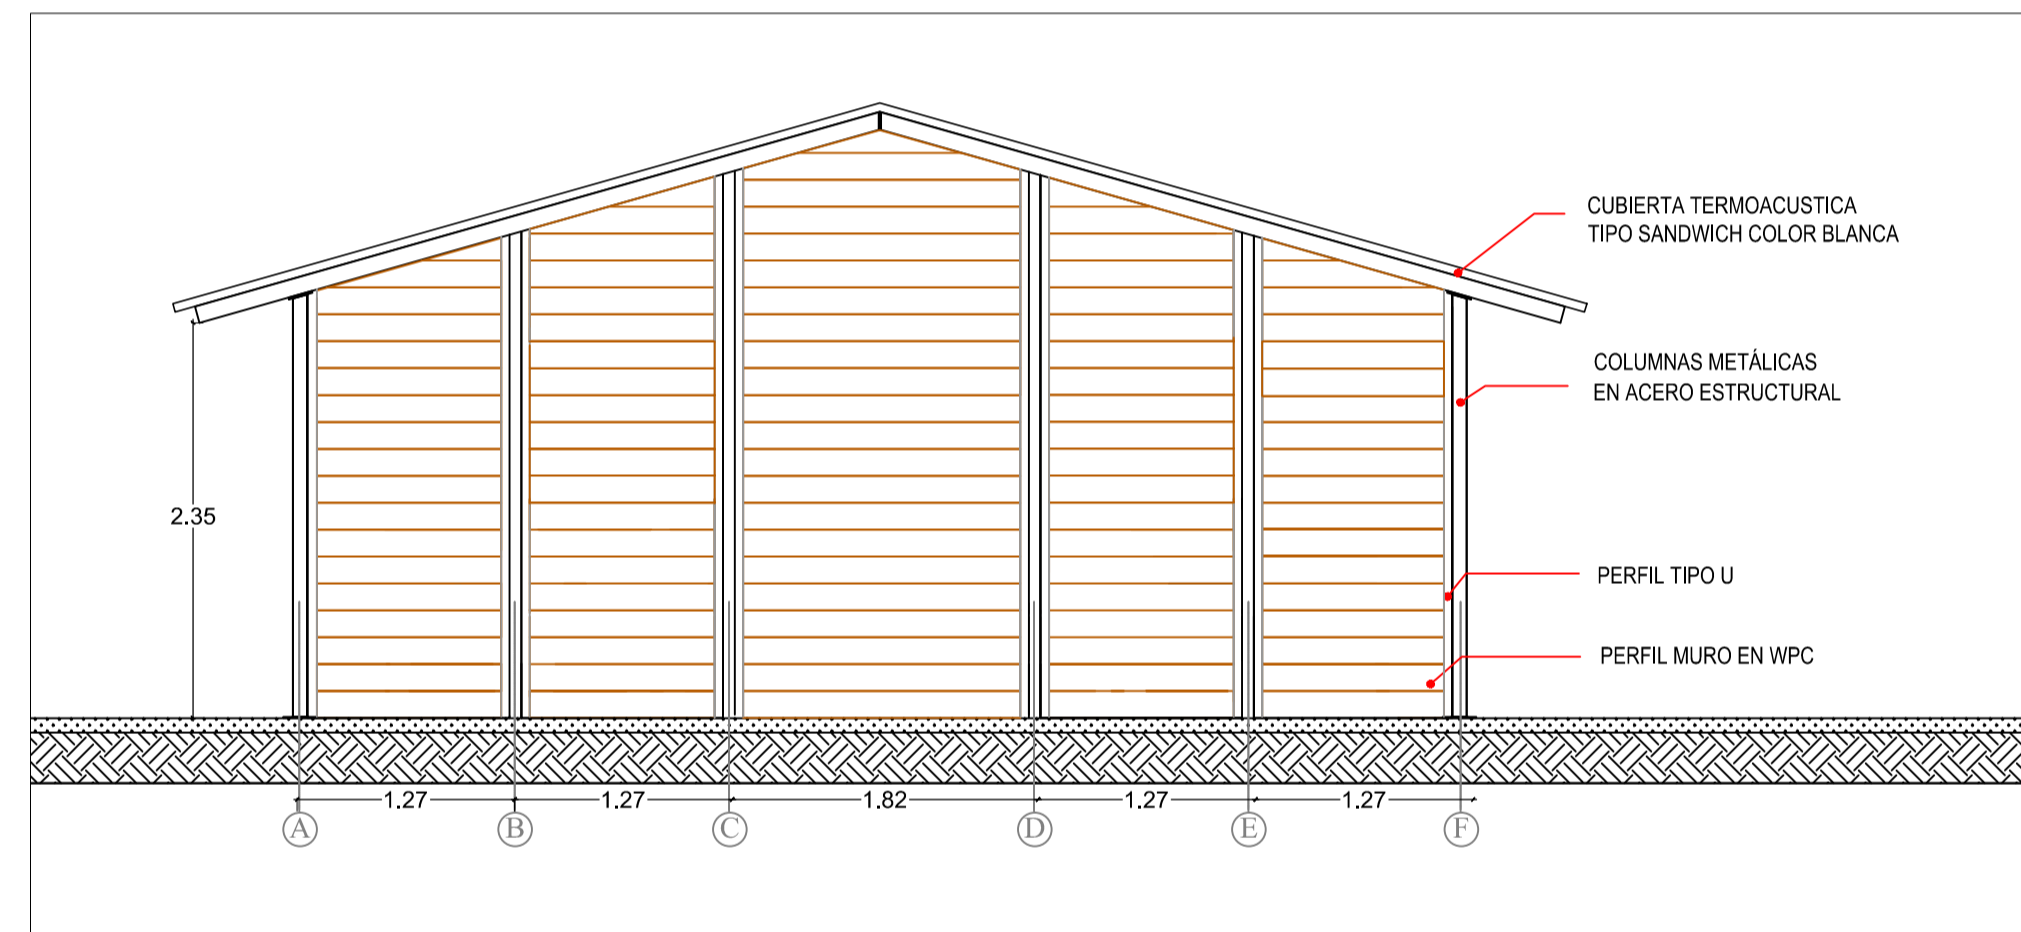 CUBIERTA TERMOACUSTICA
TIPO SANDWICH COLOR BLANCA
COLUMNAS METÁLICAS
EN ACERO ESTRUCTURAL
2.35
PERFIL TIPO U
PERFIL MURO EN WPC
1.27 1.27 1.82 1.27 1.27
A B C D E F